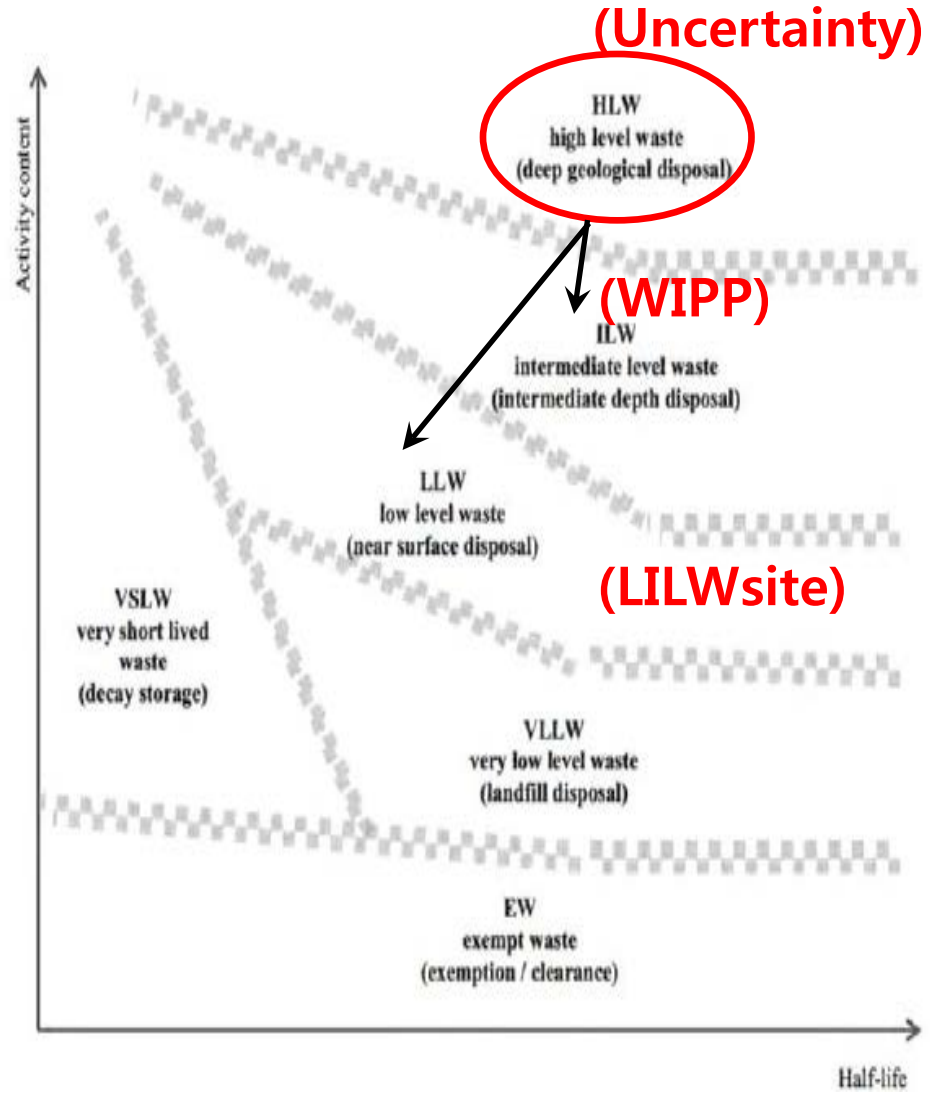 (Uncertainty)
HLW
high level waste
(deep geological disposal)
Activity content
(WIPP)
ILW
intermediate level waste
(intermediate depth disposal)
LLW
low level waste
(near surface disposal)
(LILWsite)
VSLW
very short lived
waste
(decay storage)
VLLW
very low level waste
(landfill disposal)
EW
exempt waste
(exemption / clearance)
Half-life